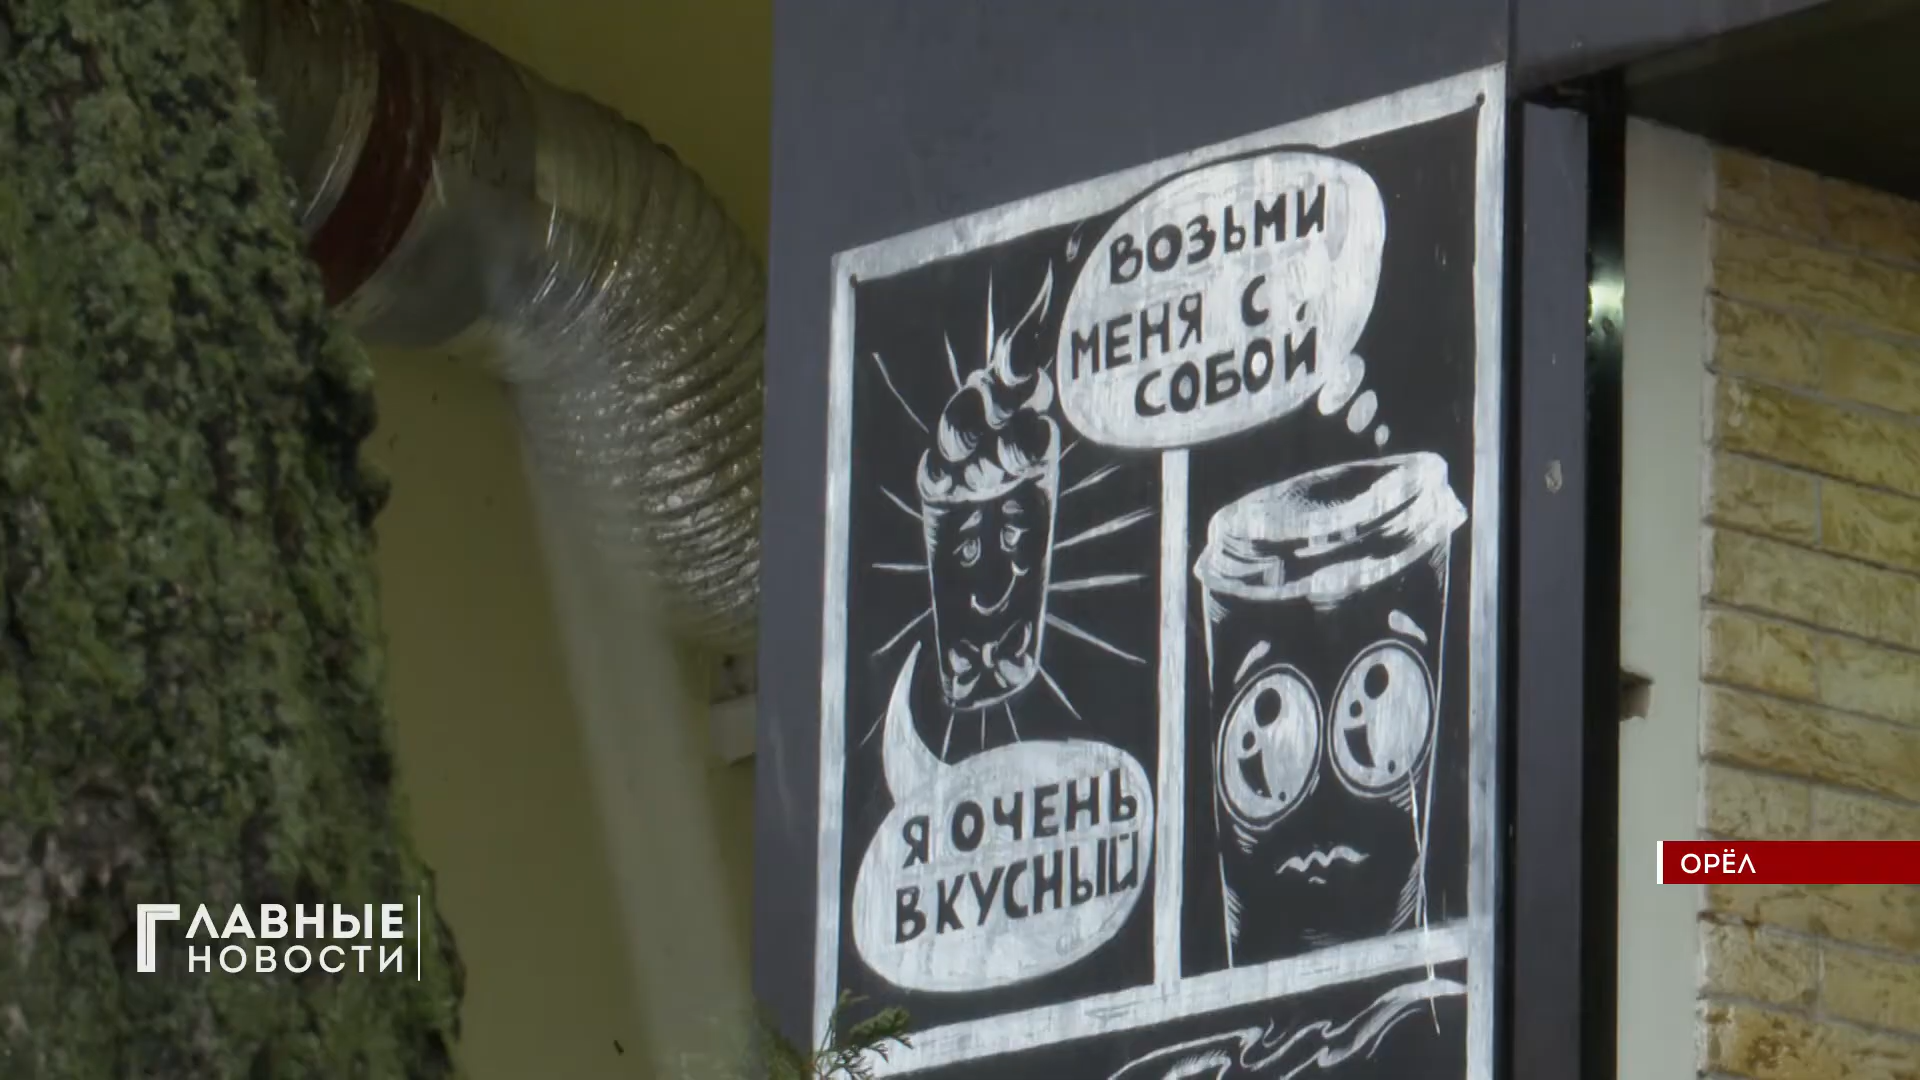 ВОЗЬМИ
МЕНЯ С
СОБОЙ
Я ОЧЕНЬ
ВКУСНЫЙ
ОРЁЛ
ГЛАВНЫЕ
НОВОСТИ